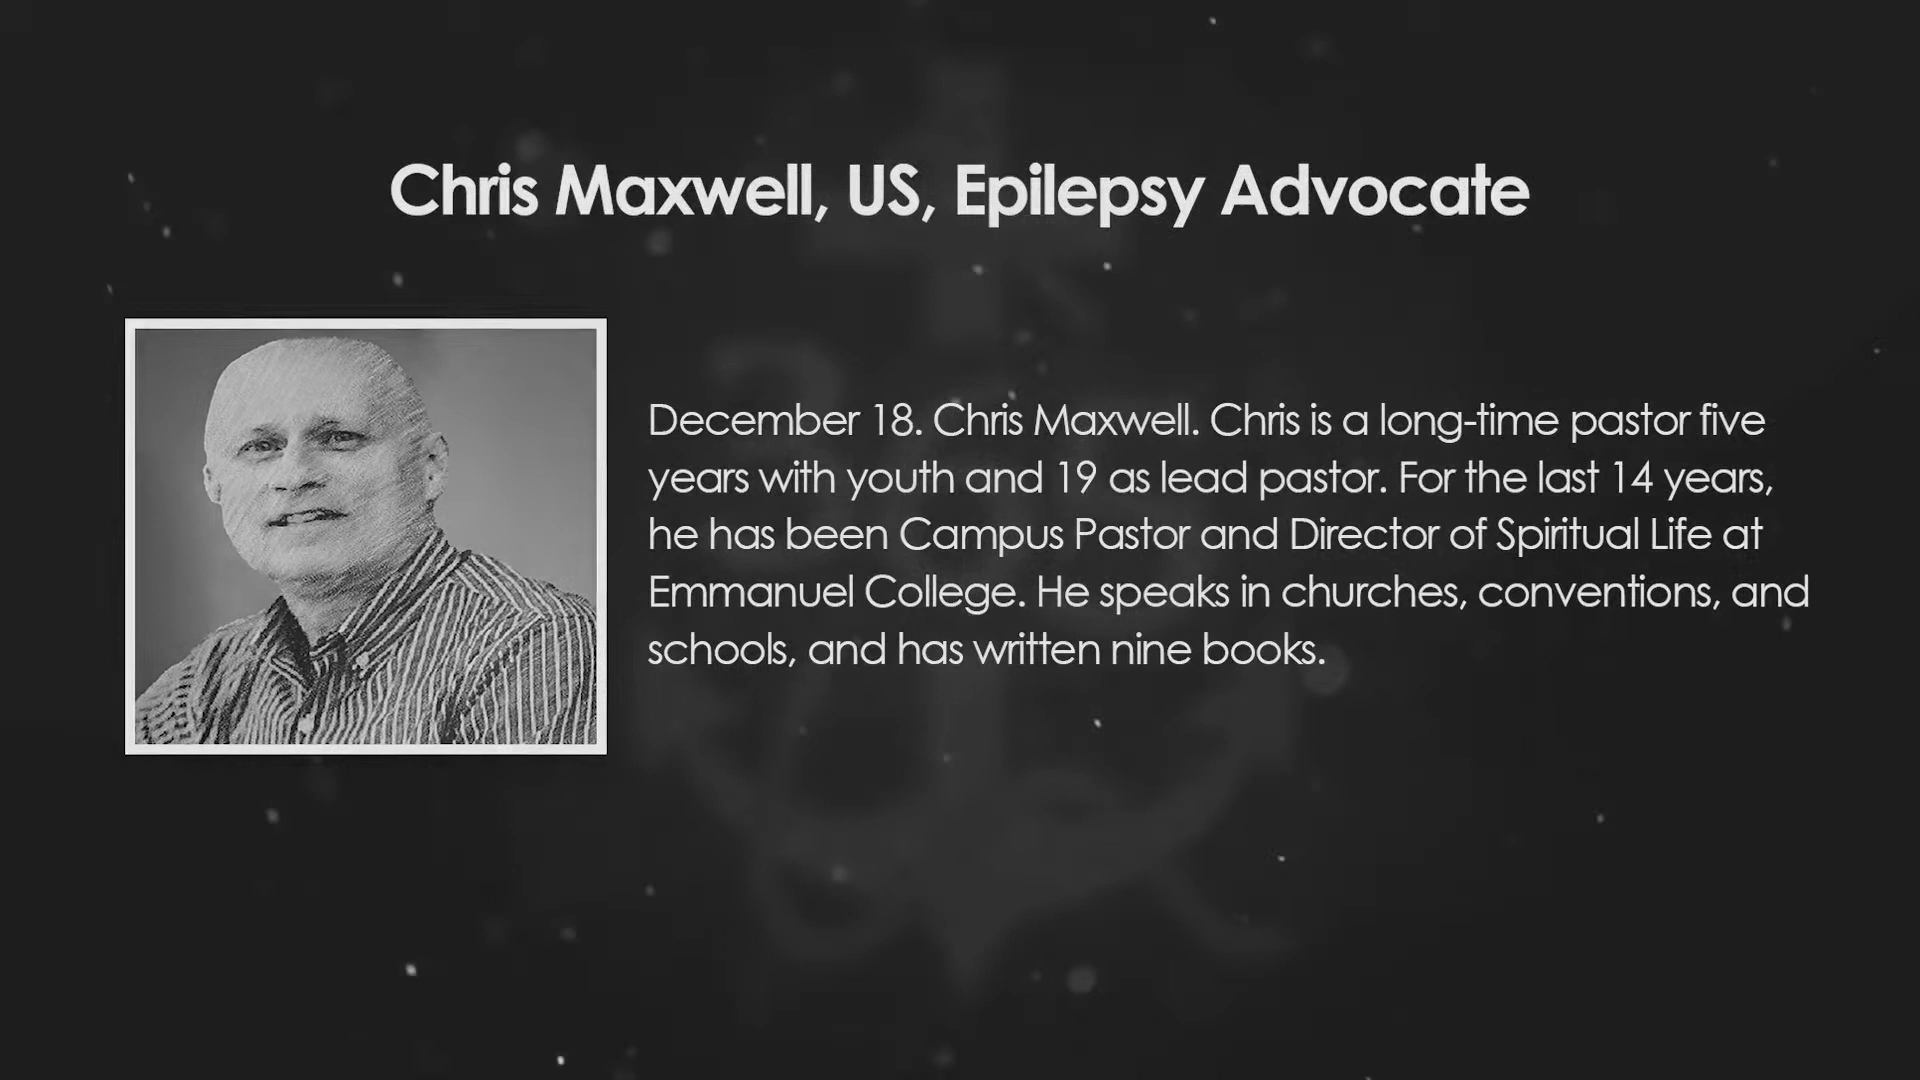 Chris Maxwell, US, Epilepsy Advocate
December 18. Chris Maxwell. Chris is a long-time pastor five
years with youth and 19 as lead pastor. For the last 14 years,
he has been Campus Pastor and Director of Spiritual Life at
Emmanuel College. He speaks in churches, conventions, and
schools, and has written nine books.